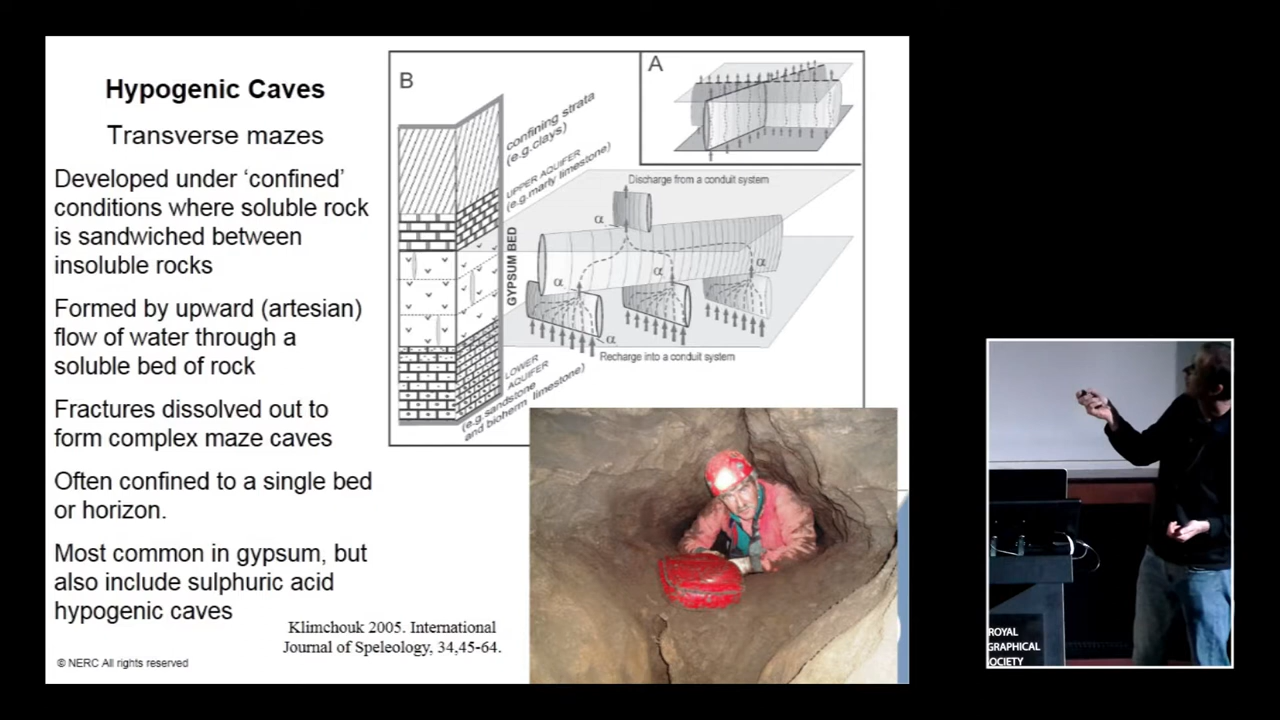 Hypogenic Caves
Transverse mazes
Developed under ‘confined’
conditions where soluble rock
is sandwiched between
insoluble rocks
Formed by upward (artesian)
flow of water through a
soluble bed of rock
Fractures dissolved out to
form complex maze caves
Often confined to a single bed
or horizon.
Most common in gypsum, but
also include sulphuric acid
hypogenic caves
Klimchouk 2005. International
Journal of Speleology, 34,45-64.
© NERC All rights reserved
B
A
confining strata
(e.g.clays)
UPPER AQUIFER
(e.g. marly limestone)
GYPSUM BED
LOWER
AQUIFER
(e.g. sandstone
and bioherm limestone)
Discharge from a conduit system
α
α
α
α
α
Recharge into a conduit system
ROYAL
GRAPHICAL
OCIETY